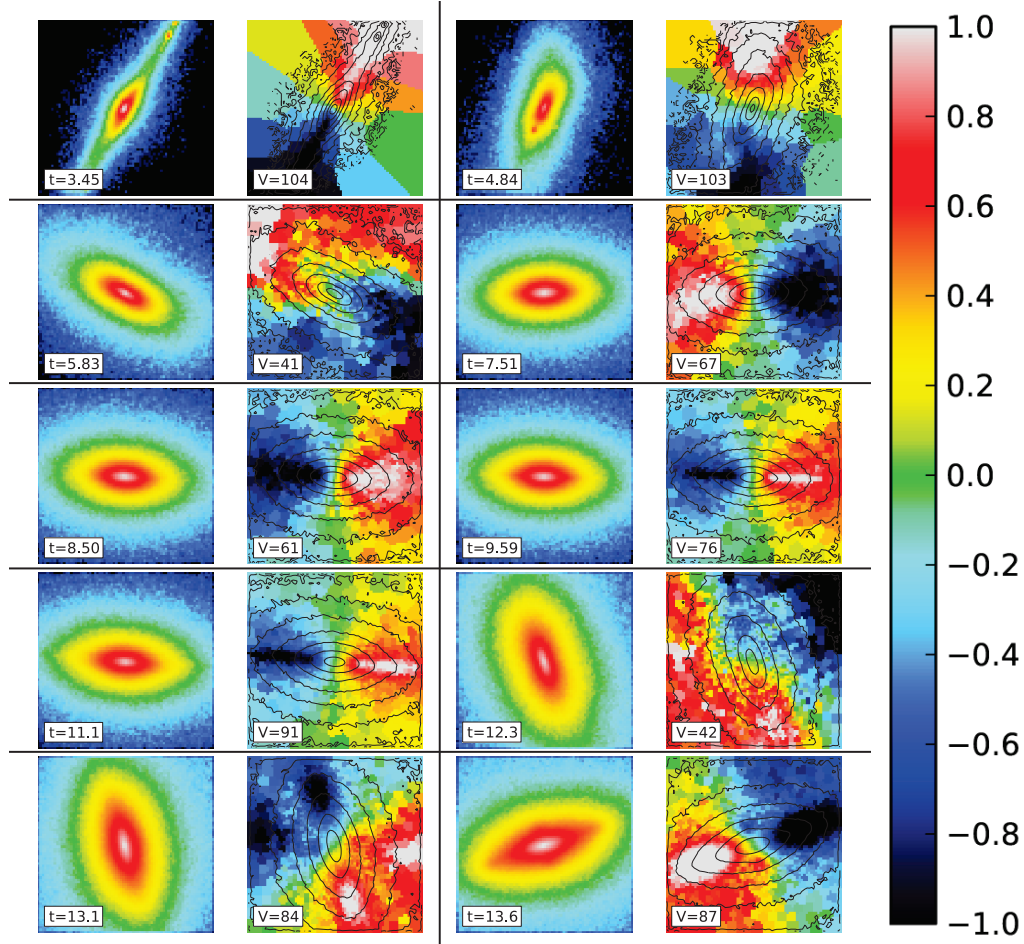 t=3.45
V=104
t=4.84
V=103
t=5.83
V=41
t=7.51
V=67
t=8.50
V=61
t=9.59
V=76
t=11.1
V=91
t=12.3
V=42
t=13.1
V=84
t=13.6
V=87
1.0
0.8
0.6
0.4
0.2
0.0
−0.2
−0.4
−0.6
−0.8
−1.0